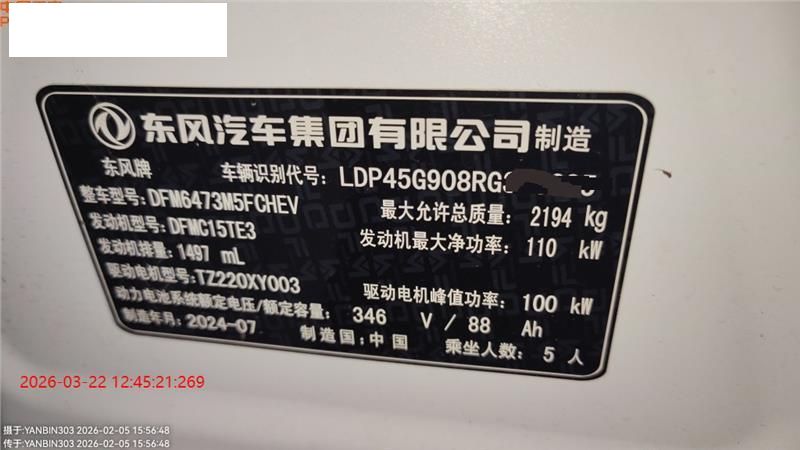 东风汽车集团有限公司制造
东风牌 车辆识别代号: LDP45G908RG
整车型号: DFM6473M5FCHEV 最大允许总质量: 2194 kg
发动机型号: DFMC15TE3 发动机最大净功率: 110 kW
发动机排量: 1497 mL
驱动电机型号: TZ220XY003 驱动电机峰值功率: 100 kW
动力电池系统额定电压/额定容量: 346 V / 88 Ah
制造年月: 2024-07 制造国: 中国 乘坐人数: 5 人
2026-03-22 12:45:21:269
摄于:YANBIN303 2026-02-05 15:56:48
传于:YANBIN303 2026-02-05 15:56:48